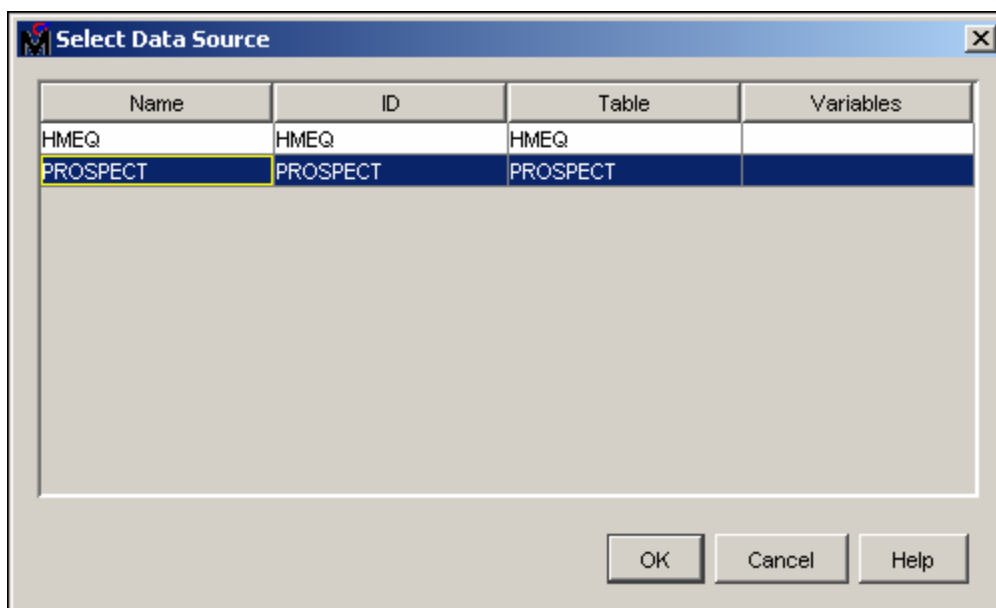 Select Data Source
Name ID Table Variables
HMEQ HMEQ HMEQ
PROSPECT PROSPECT PROSPECT
OK Cancel Help